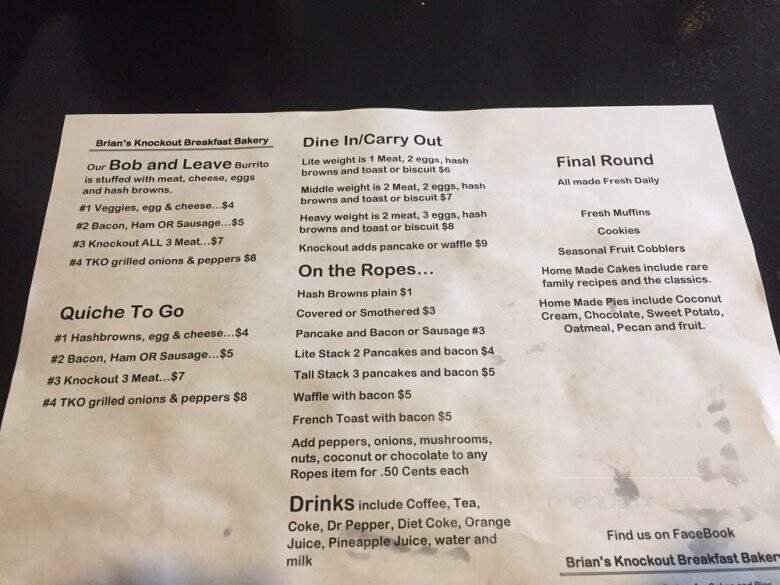 Brian's Knockout Breakfast Bakery
Our Bob and Leave Burrito
is stuffed with meat, cheese, eggs
and hash browns.
#1 Veggies, egg & cheese...$4
#2 Bacon, Ham OR Sausage...$5
#3 Knockout ALL 3 Meat...$7
#4 TKO grilled onions & peppers $8
Quiche To Go
#1 Hashbrowns, egg & cheese...$4
#2 Bacon, Ham OR Sausage...$5
#3 Knockout 3 Meat...$7
#4 TKO grilled onions & peppers $8
Dine In/Carry Out
Lite weight is 1 Meat, 2 eggs, hash
browns and toast or biscuit $6
Middle weight is 2 Meat, 2 eggs, hash
browns and toast or biscuit $7
Heavy weight is 2 meat, 3 eggs, hash
browns and toast or biscuit $8
Knockout adds pancake or waffle $9
On the Ropes...
Hash Browns plain $1
Covered or Smothered $3
Pancake and Bacon or Sausage #3
Lite Stack 2 Pancakes and bacon $4
Tall Stack 3 pancakes and bacon $5
Waffle with bacon $5
French Toast with bacon $5
Add peppers, onions, mushrooms,
nuts, coconut or chocolate to any
Ropes item for .50 Cents each
Drinks include Coffee, Tea,
Coke, Dr Pepper, Diet Coke, Orange
Juice, Pineapple Juice, water and
milk
Final Round
All made Fresh Daily
Fresh Muffins
Cookies
Seasonal Fruit Cobblers
Home Made Cakes include rare
family recipes and the classics.
Home Made Pies include Coconut
Cream, Chocolate, Sweet Potato,
Oatmeal, Pecan and fruit.
Find us on FaceBook
Brian's Knockout Breakfast Baker